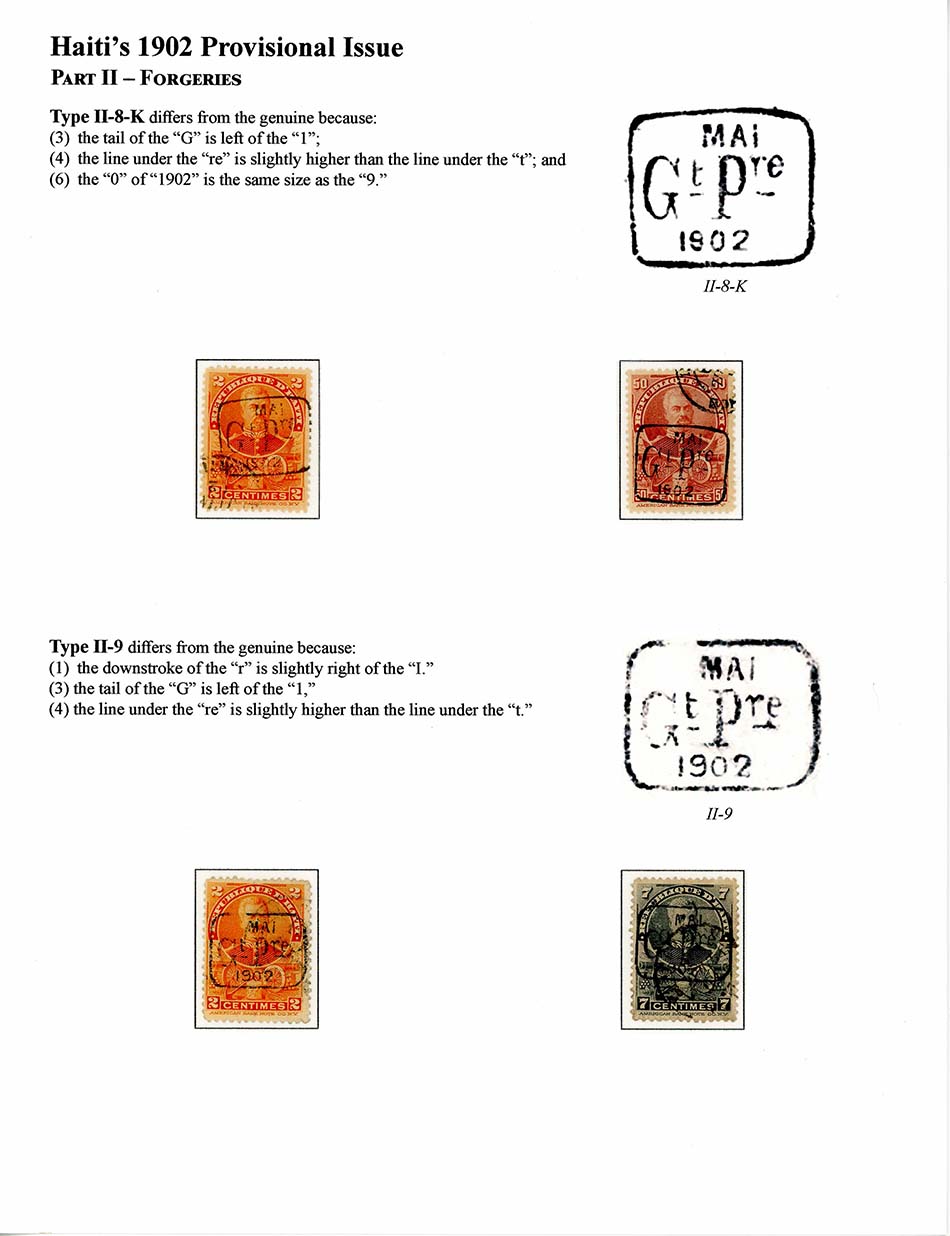 Haiti's 1902 Provisional Issue
PART II – FORGERIES
Type II-8-K differs from the genuine because:
(3) the tail of the "G" is left of the "1";
(4) the line under the "re" is slightly higher than the line under the "t"; and
(6) the "0" of "1902" is the same size as the "9."
MAI
Gt Pre
1902
II-8-K
2 2
REPUBLIQUE D'HAITI
MAI
Gt Pre
2 CENTIMES 2
50 50
REPUBLIQUE D'HAITI
MAI
Gt Pre
1902
50 CENTIMES 50
AMERICAN BANK NOTE CO. N.Y.
Type II-9 differs from the genuine because:
(1) the downstroke of the "r" is slightly right of the "I."
(3) the tail of the "G" is left of the "1,"
(4) the line under the "re" is slightly higher than the line under the "t."
MAI
Gt Pre
1902
II-9
2 2
REPUBLIQUE D'HAITI
MAI
Gt Pre
1902
2 CENTIMES 2
AMERICAN BANK NOTE CO. N.Y.
7 7
REPUBLIQUE D'HAITI
MAI
Gt Pre
7 CENTIMES 7
AMERICAN BANK NOTE CO. N.Y.